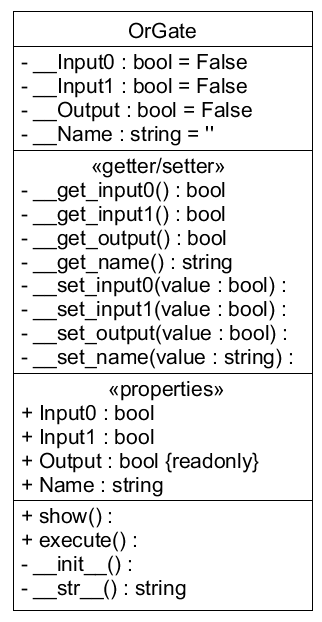 OrGate
- __Input0 : bool = False
- __Input1 : bool = False
- __Output : bool = False
- __Name : string = ''
«getter/setter»
- __get_input0() : bool
- __get_input1() : bool
- __get_output() : bool
- __get_name() : string
- __set_input0(value : bool) :
- __set_input1(value : bool) :
- __set_output(value : bool) :
- __set_name(value : string) :
«properties»
+ Input0 : bool
+ Input1 : bool
+ Output : bool {readonly}
+ Name : string
+ show() :
+ execute() :
- __init__() :
- __str__() : string